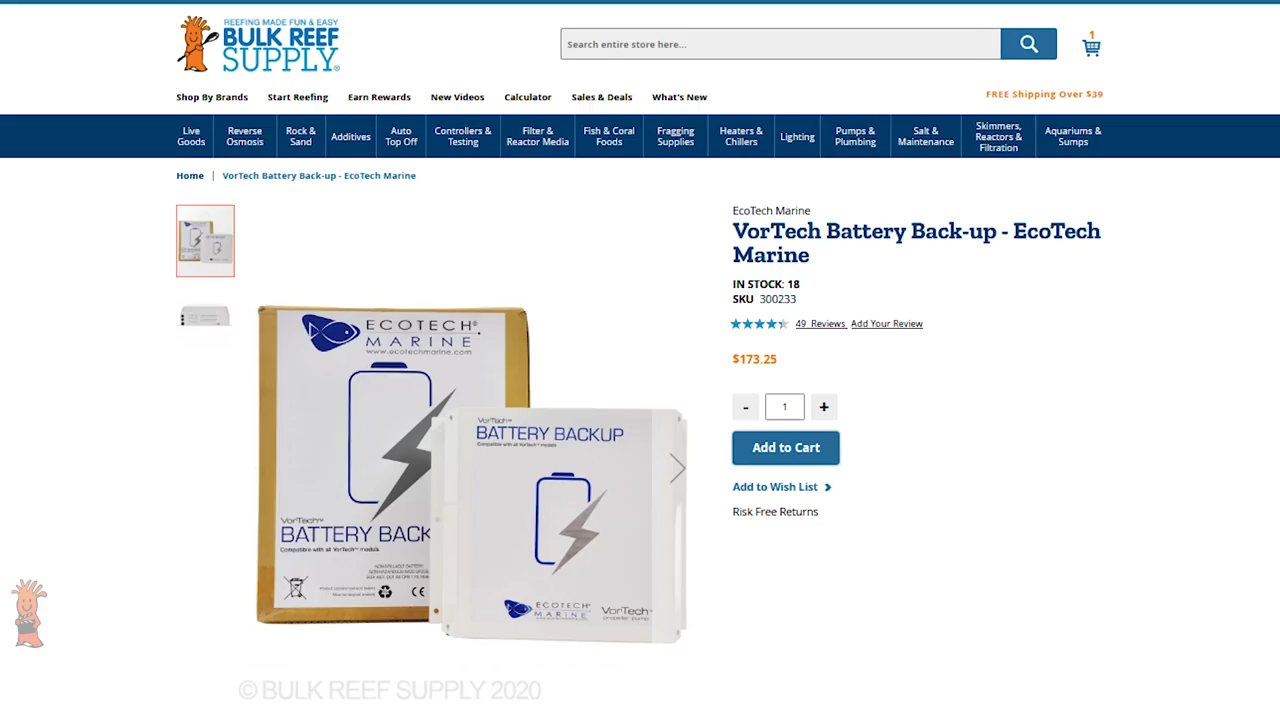 REEFING MADE FUN & EASY
BULK REEF
SUPPLY
Search entire store here...
1
Shop By Brands
Start Reefing
Earn Rewards
New Videos
Calculator
Sales & Deals
What's New
FREE Shipping Over $39
Live
Goods
Reverse
Osmosis
Rock &
Sand
Additives
Auto
Top Off
Controllers &
Testing
Filter &
Reactor Media
Fish & Coral
Foods
Fragging
Supplies
Heaters &
Chillers
Lighting
Pumps &
Plumbing
Salt &
Maintenance
Skimmers,
Reactors &
Filtration
Aquariums &
Sumps
Home | VorTech Battery Back-up - EcoTech Marine
EcoTech Marine
VorTech Battery Back-up - EcoTech
Marine
IN STOCK: 18
SKU 300233
49 Reviews Add Your Review
$173.25
- 1 +
Add to Cart
Add to Wish List
Risk Free Returns
ECOTECH®
MARINE
www.ecotechmarine.com
VorTech™
BATTERY BACK
Compatible with all VorTech™ models
CE
VorTech™
BATTERY BACKUP
Compatible with all VorTech™ models
ECOTECH®
MARINE
VorTech™
propeller pump
© BULK REEF SUPPLY 2020